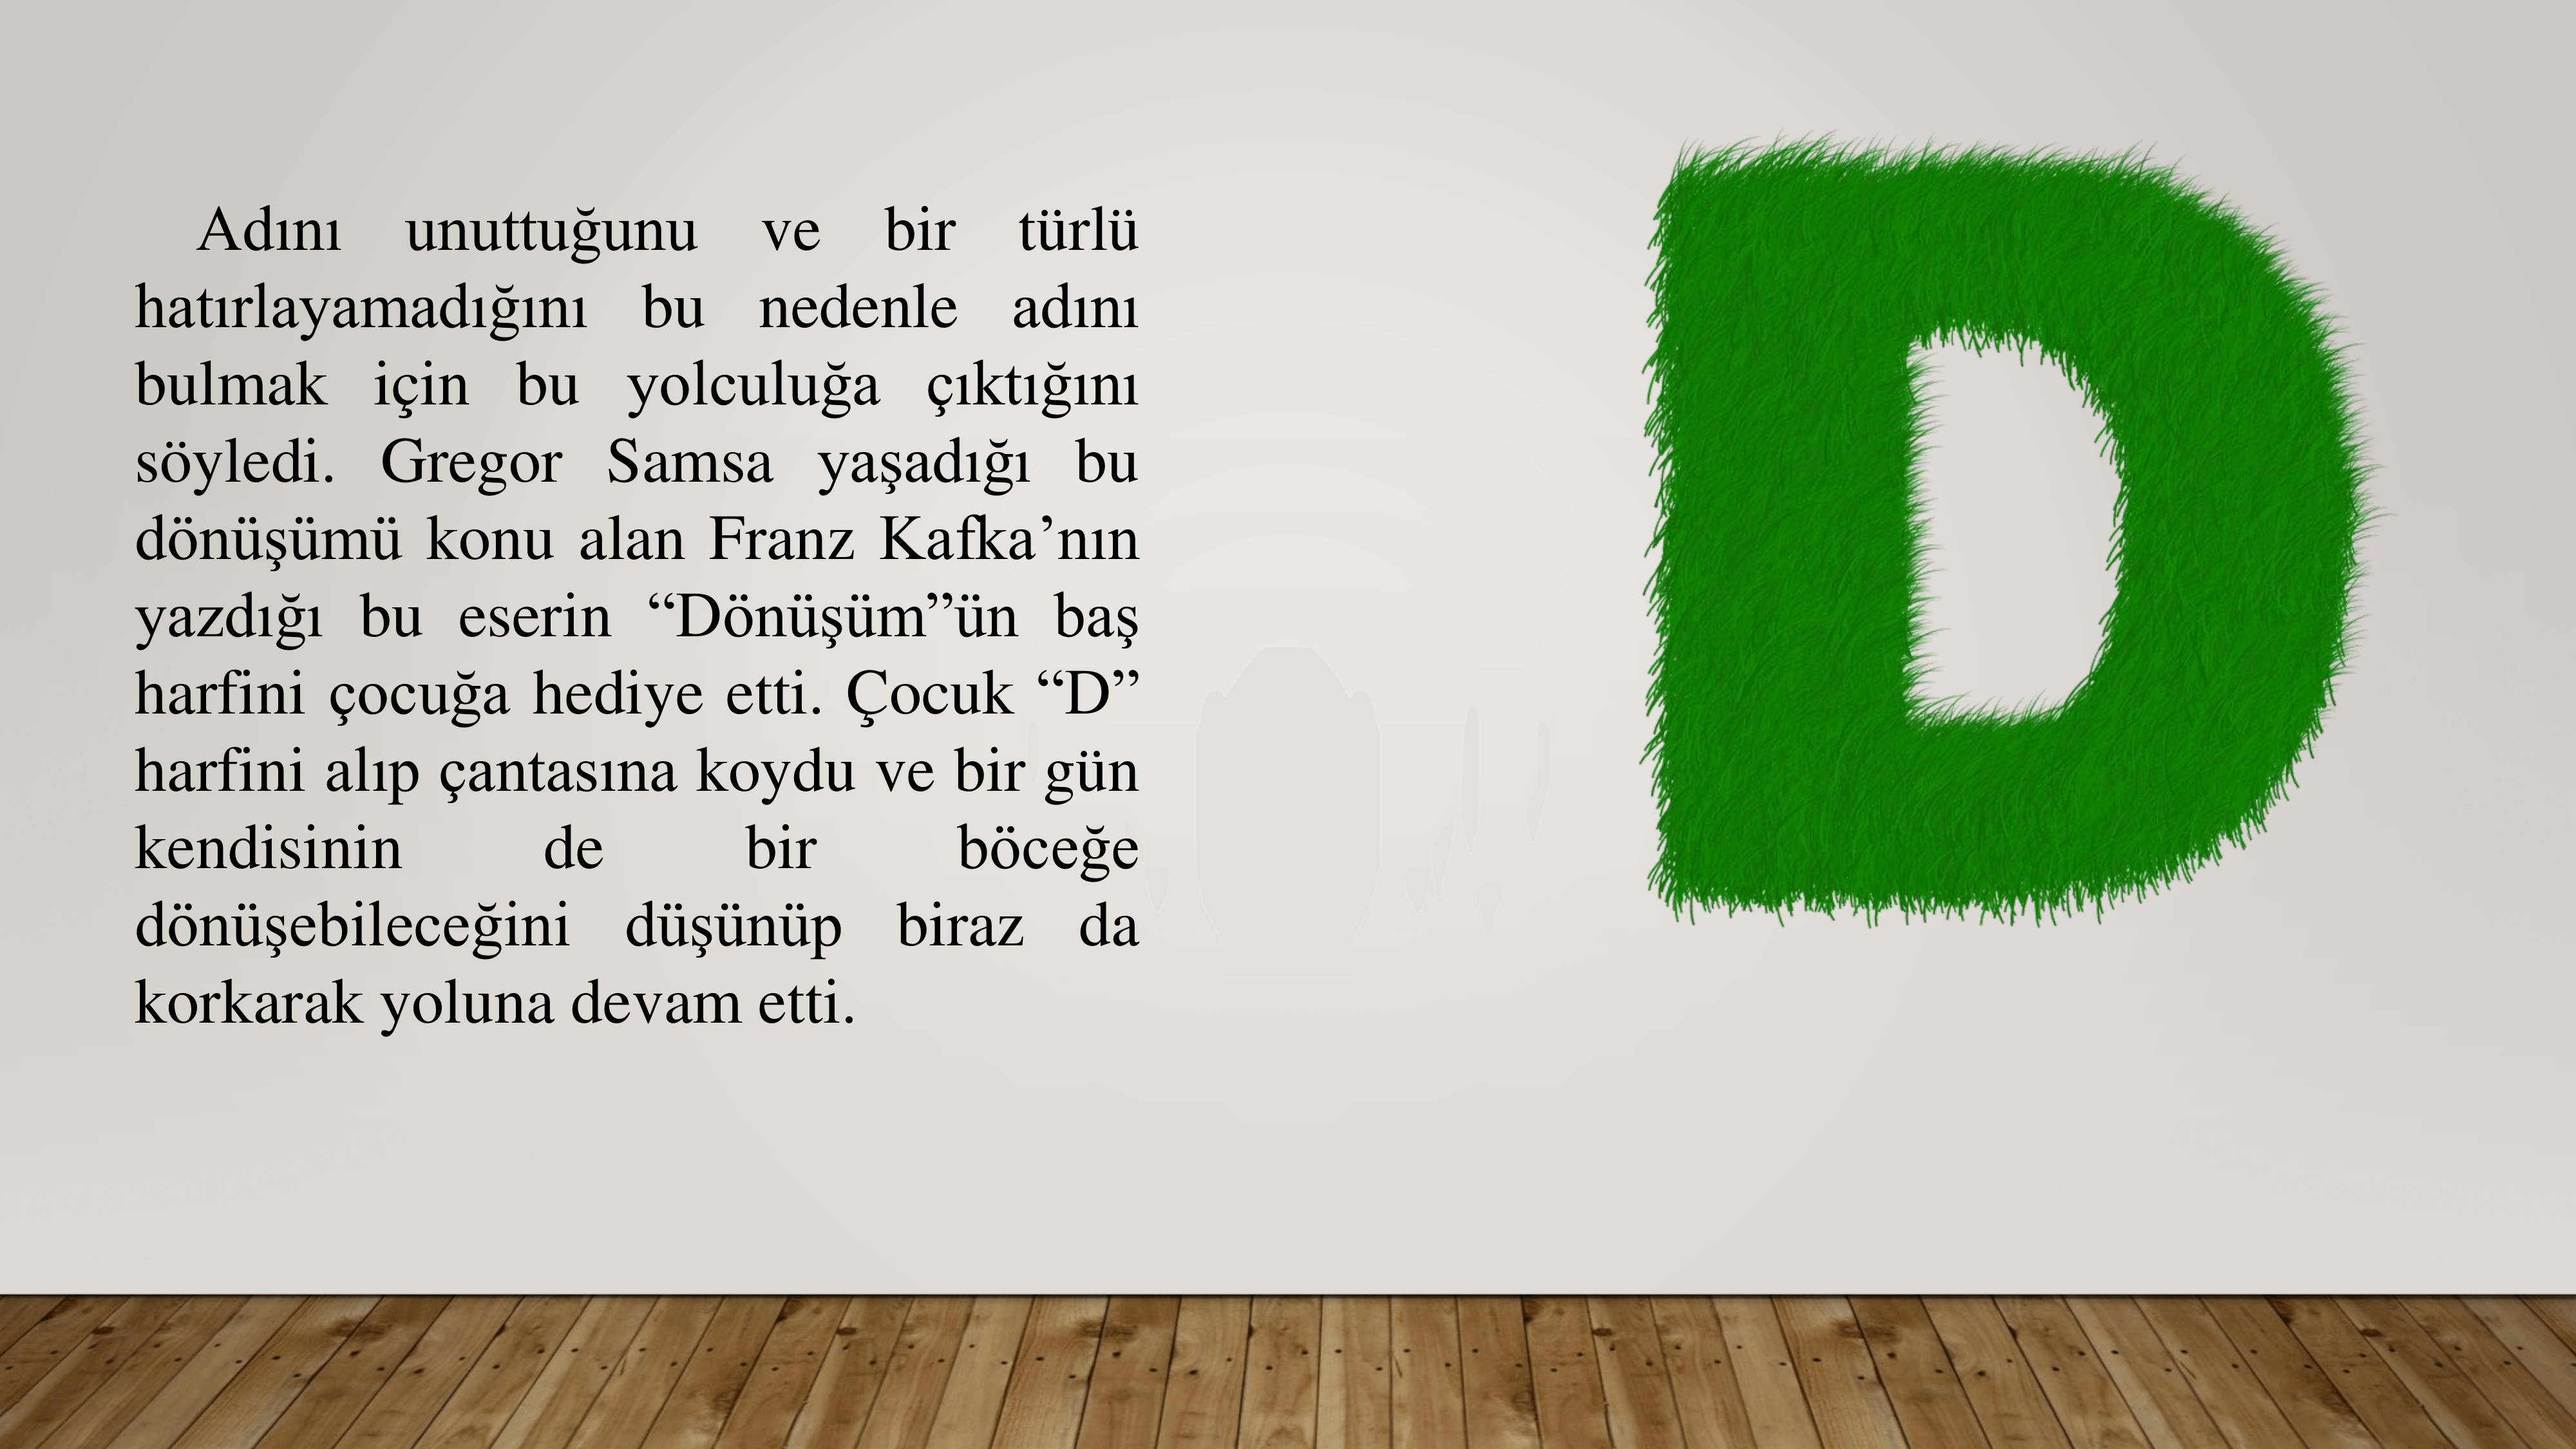 Adını unuttuğunu ve bir türlü
hatırlayamadığını bu nedenle adını
bulmak için bu yolculuğa çıktığını
söyledi. Gregor Samsa yaşadığı bu
dönüşümü konu alan Franz Kafka’nın
yazdığı bu eserin “Dönüşüm”ün baş
harfini çocuğa hediye etti. Çocuk “D”
harfini alıp çantasına koydu ve bir gün
kendisinin de bir böceğe
dönüşebileceğini düşünüp biraz da
korkarak yoluna devam etti.
D